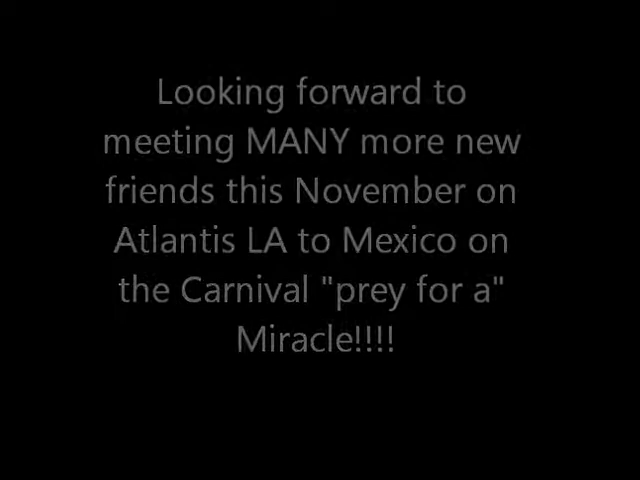 Looking forward to
meeting MANY more new
friends this November on
Atlantis LA to Mexico on
the Carnival "prey for a"
Miracle!!!!